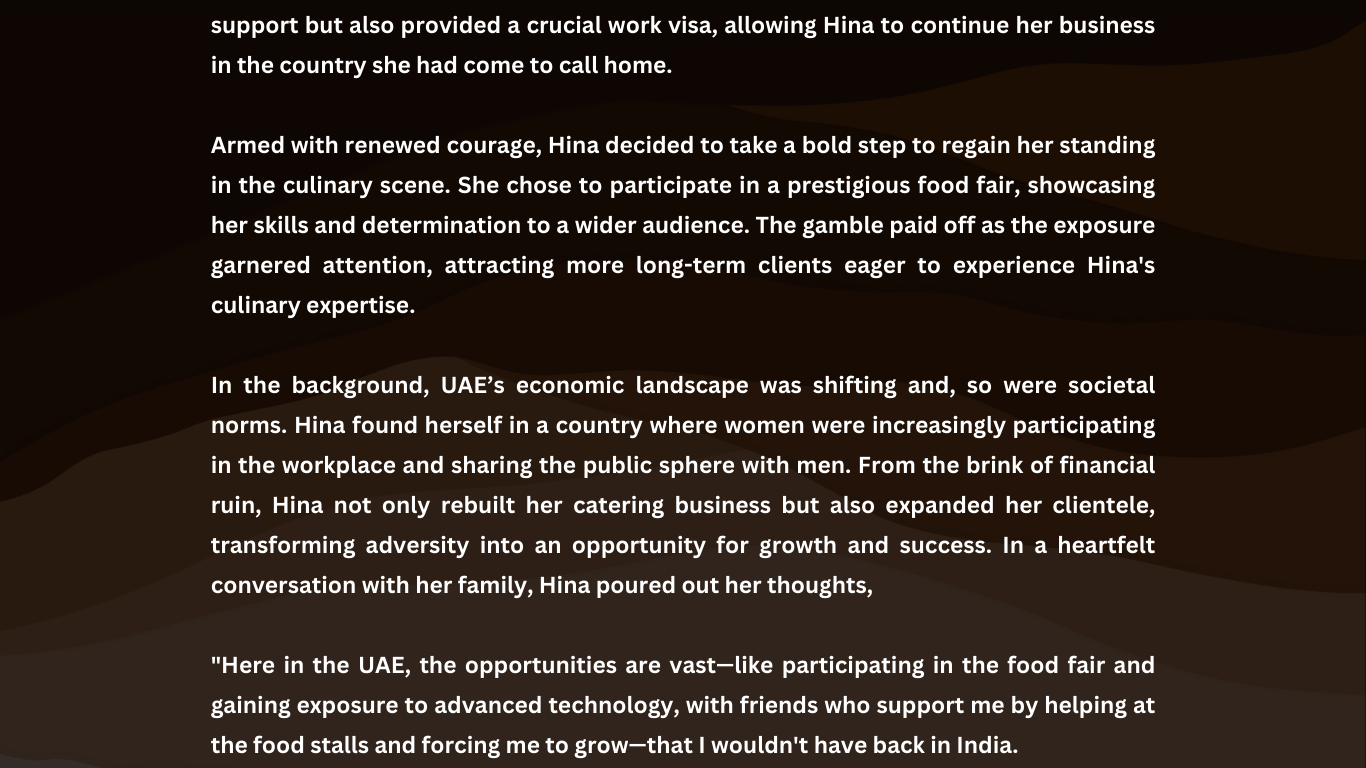 support but also provided a crucial work visa, allowing Hina to continue her business
in the country she had come to call home.
Armed with renewed courage, Hina decided to take a bold step to regain her standing
in the culinary scene. She chose to participate in a prestigious food fair, showcasing
her skills and determination to a wider audience. The gamble paid off as the exposure
garnered attention, attracting more long-term clients eager to experience Hina's
culinary expertise.
In the background, UAE’s economic landscape was shifting and, so were societal
norms. Hina found herself in a country where women were increasingly participating
in the workplace and sharing the public sphere with men. From the brink of financial
ruin, Hina not only rebuilt her catering business but also expanded her clientele,
transforming adversity into an opportunity for growth and success. In a heartfelt
conversation with her family, Hina poured out her thoughts,
"Here in the UAE, the opportunities are vast—like participating in the food fair and
gaining exposure to advanced technology, with friends who support me by helping at
the food stalls and forcing me to grow—that I wouldn't have back in India.